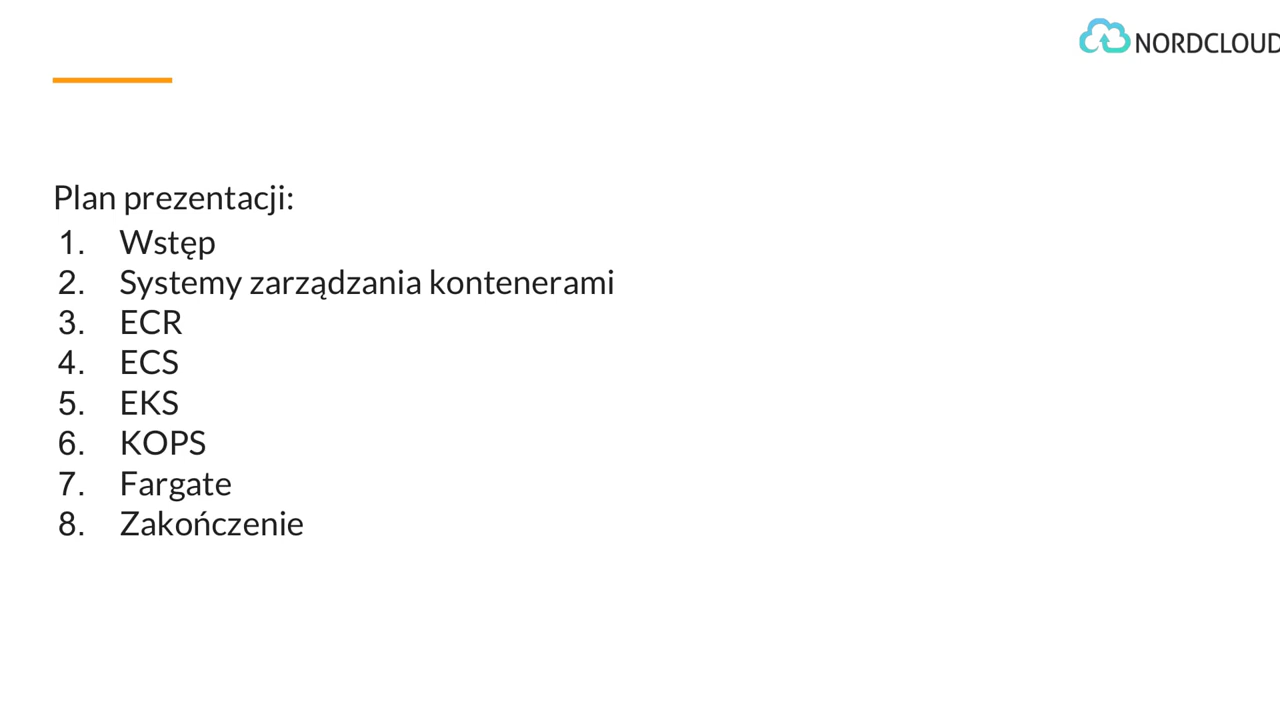 NORDCLOUD
Plan prezentacji:
1. Wstęp
2. Systemy zarządzania kontenerami
3. ECR
4. ECS
5. EKS
6. KOPS
7. Fargate
8. Zakończenie